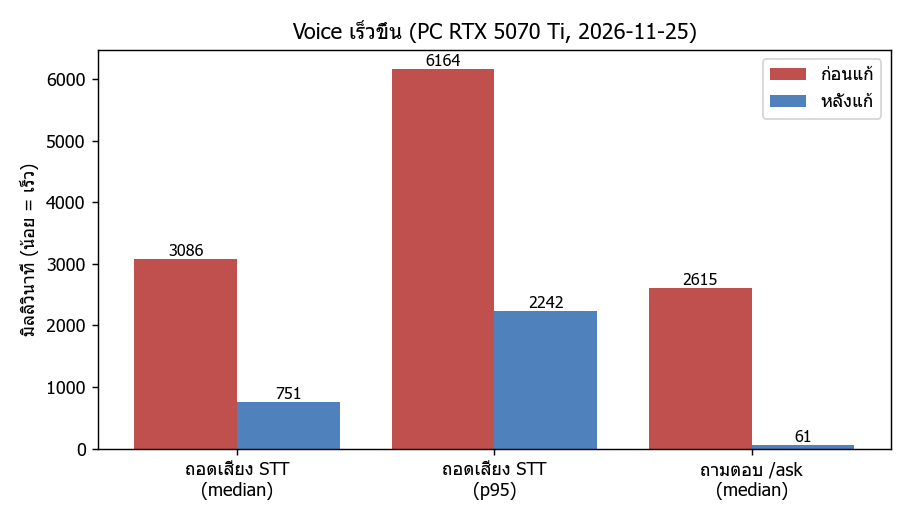 Voice เร็วขึ้น (PC RTX 5070 Ti, 2026-11-25)
มิลลิวินาที (น้อย = เร็ว)
6000
5000
4000
3000
2000
1000
0
ก่อนแก้
หลังแก้
3086
751
6164
2242
2615
61
ถอดเสียง STT
(median)
ถอดเสียง STT
(p95)
ถามตอบ /ask
(median)